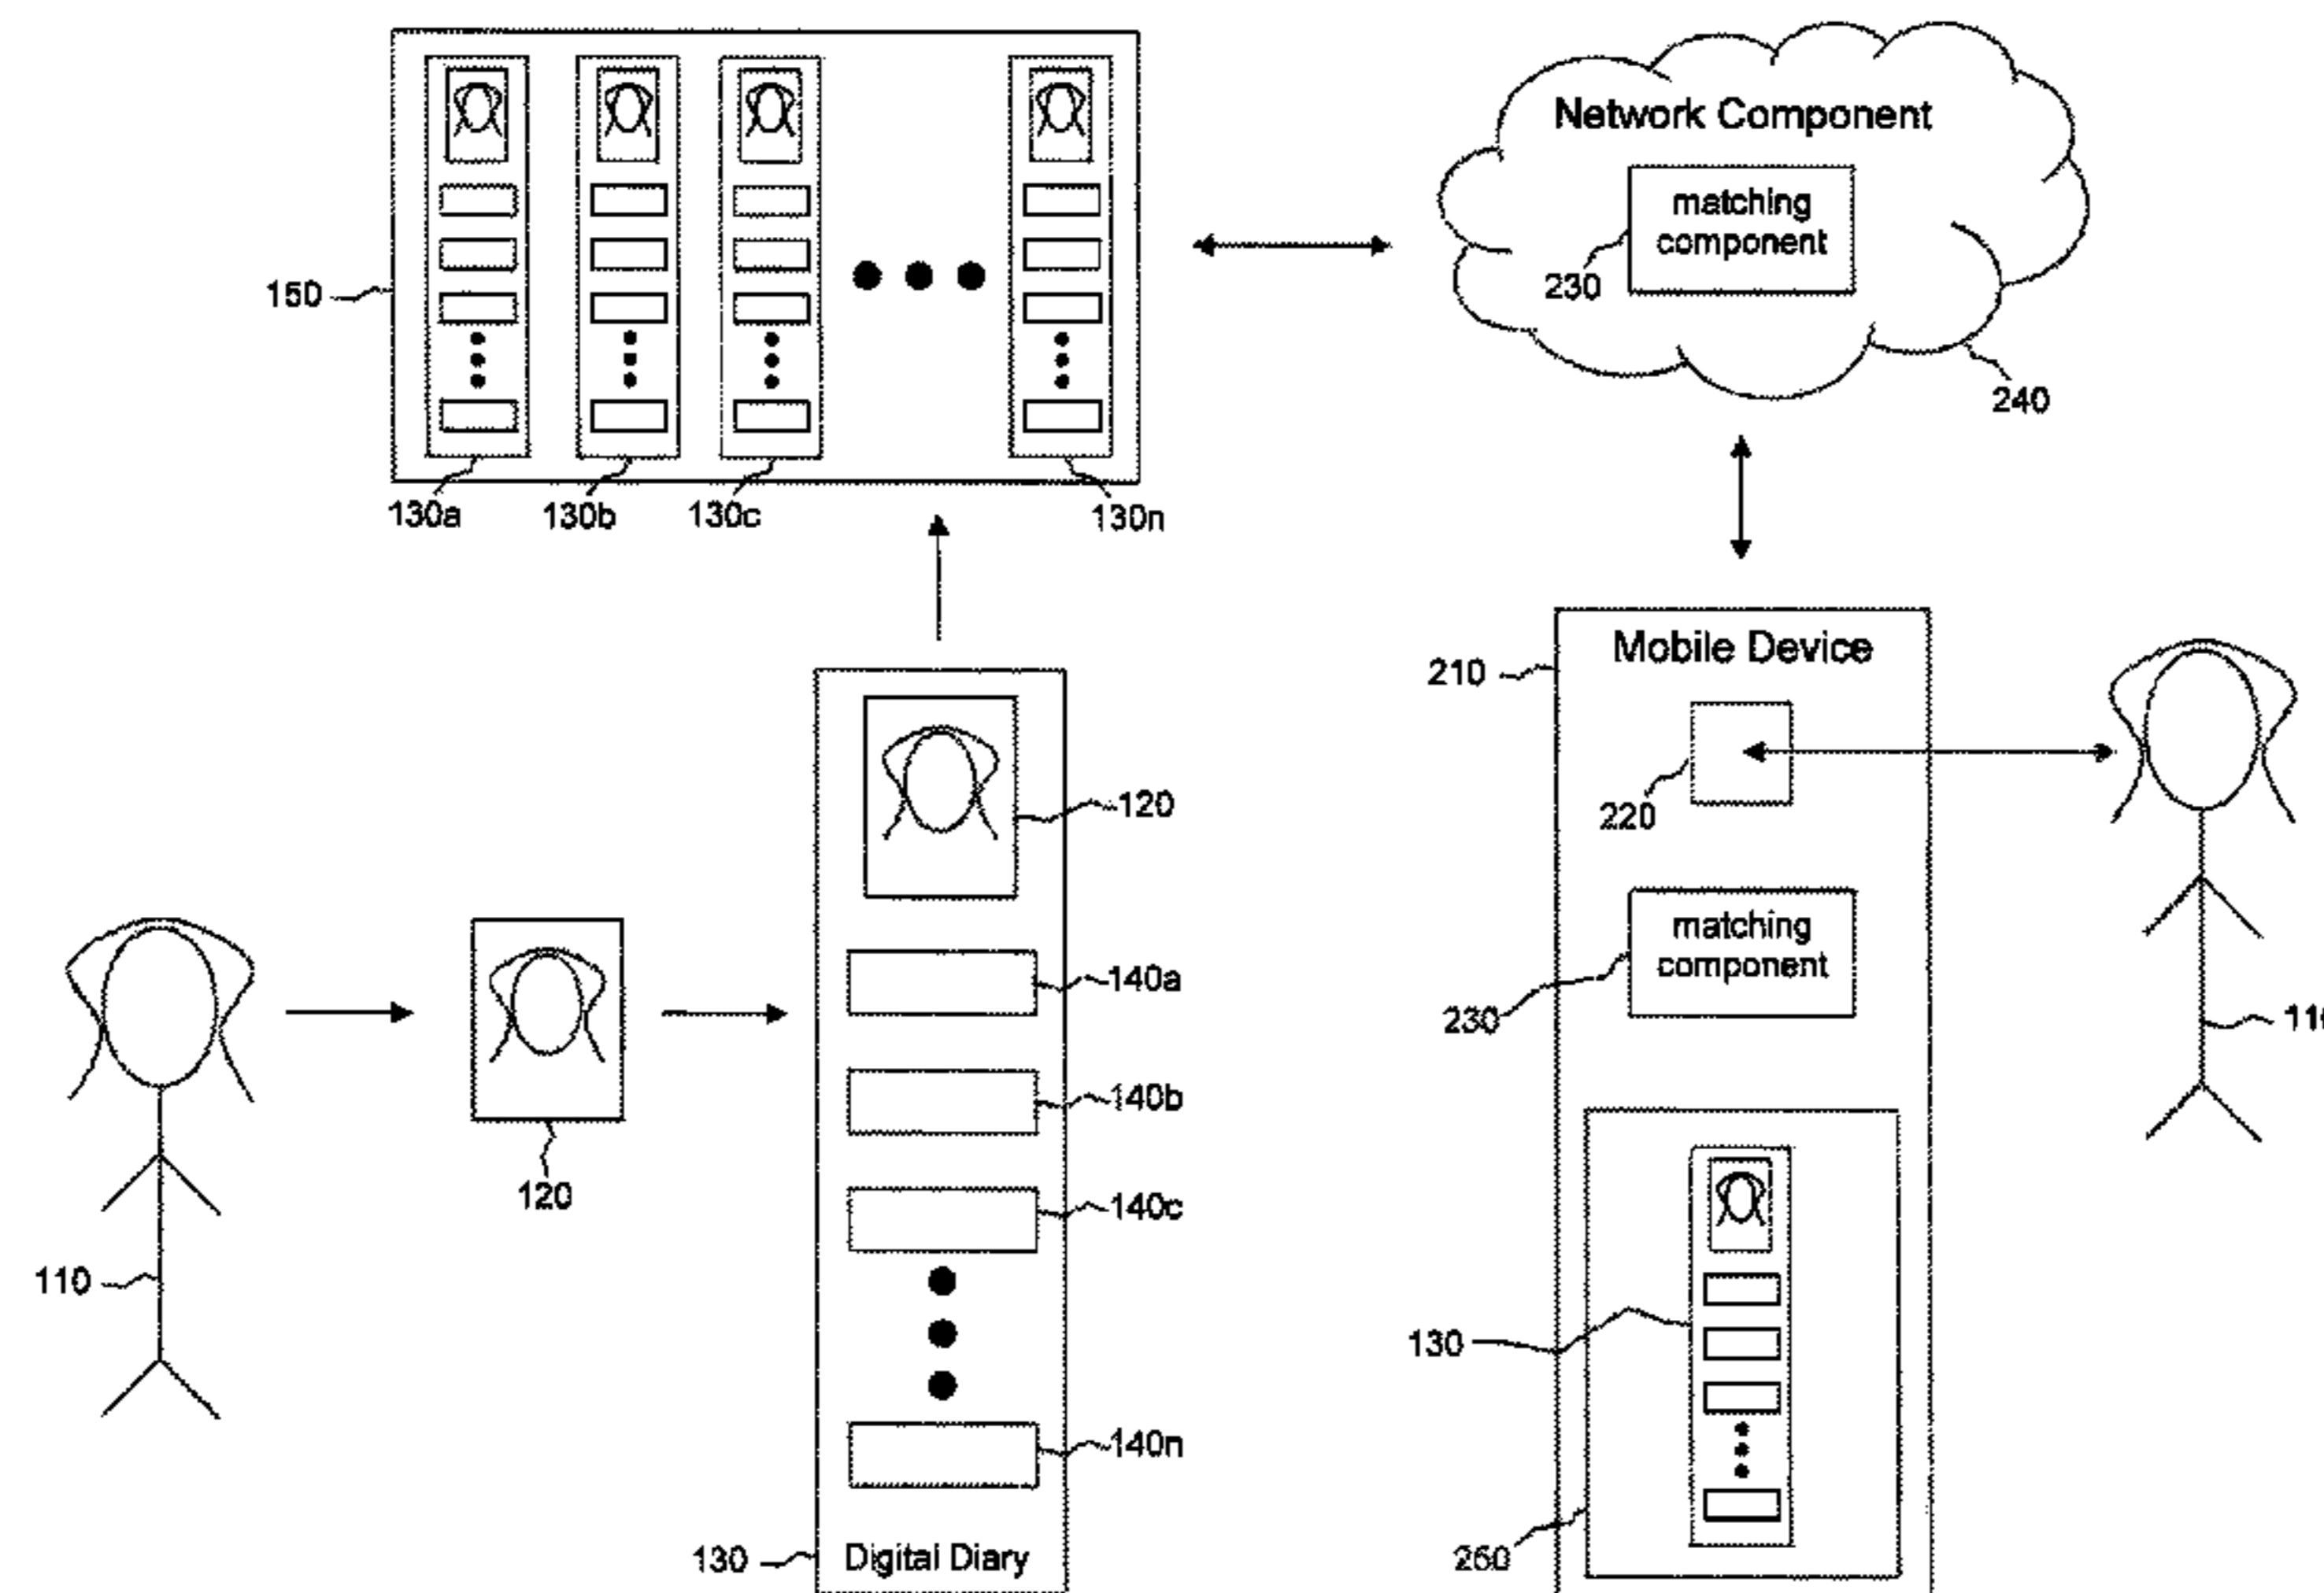 Network Component
matching
component
230
150
240
130a
130b
130c
130n
Mobile Device
210
120
220
140a
matching
component
230
110
140b
120
140c
110
130
140n
130
Digital Diary
260